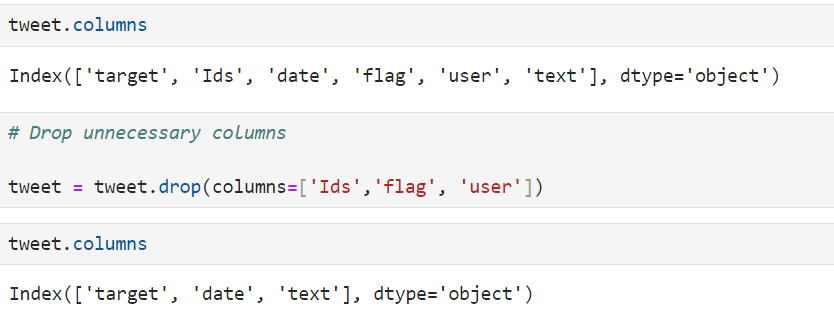 tweet.columns
Index(['target', 'Ids', 'date', 'flag', 'user', 'text'], dtype='object')
# Drop unnecessary columns
tweet = tweet.drop(columns=['Ids','flag', 'user'])
tweet.columns
Index(['target', 'date', 'text'], dtype='object')